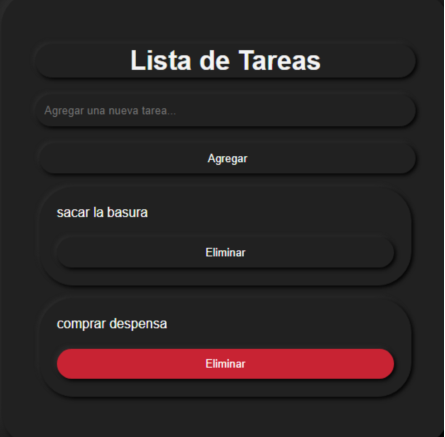 Lista de Tareas
Agregar una nueva tarea...
Agregar
sacar la basura
Eliminar
comprar despensa
Eliminar